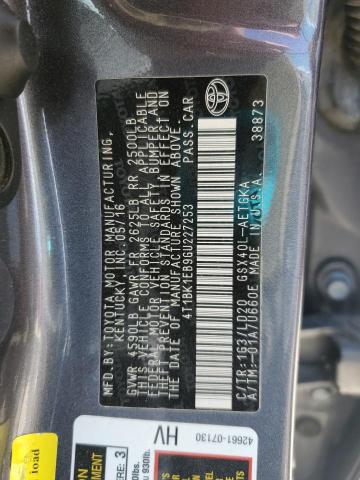 MFD.BY:TOYOTA MOTOR MANUFACTURING,
KENTUCKY,INC. 05/16
GVWR 4590LB GAWR FR 2625LB RR 2500LB
THIS VEHICLE CONFORMS TO ALL APPLICABLE
FEDERAL MOTOR VEHICLE SAFETY, BUMPER, AND
THEFT PREVENTION STANDARDS IN EFFECT
ON THE DATE OF MANUFACTURE SHOWN ABOVE.
4T1BK1EB9GU227253 PASS.CAR
C/TR:1G3/LD20 GSX40L-AETGKA
A/TM:-01A/U660E M.I. U.S.A. 38873
HV
42661-07130